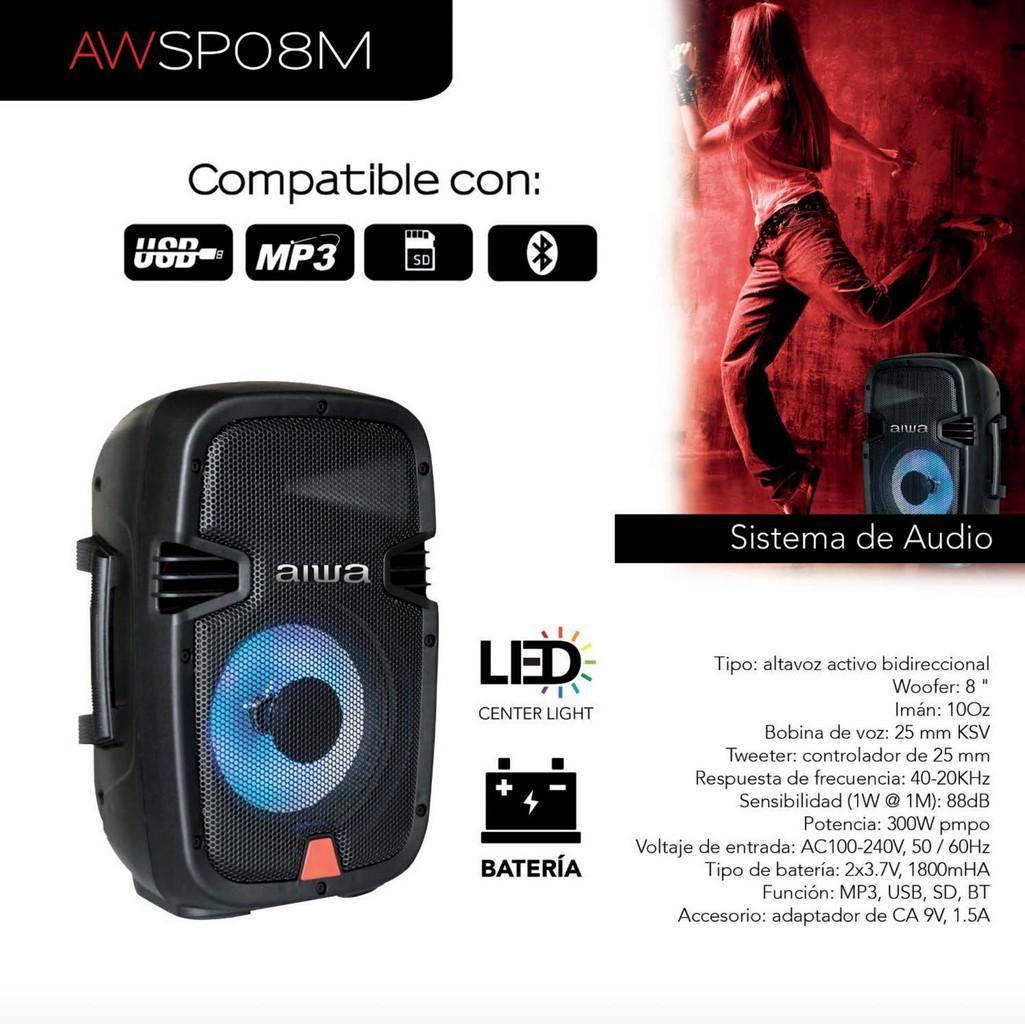 AWSP08M
Compatible con:
USB
MP3
SD
aiwa
Sistema de Audio
aiwa
LED
CENTER LIGHT
+ -
BATERÍA
Tipo: altavoz activo bidireccional
Woofer: 8 "
Imán: 10Oz
Bobina de voz: 25 mm KSV
Tweeter: controlador de 25 mm
Respuesta de frecuencia: 40-20KHz
Sensibilidad (1W @ 1M): 88dB
Potencia: 300W pmpo
Voltaje de entrada: AC100-240V, 50 / 60Hz
Tipo de batería: 2x3.7V, 1800mHA
Función: MP3, USB, SD, BT
Accesorio: adaptador de CA 9V, 1.5A